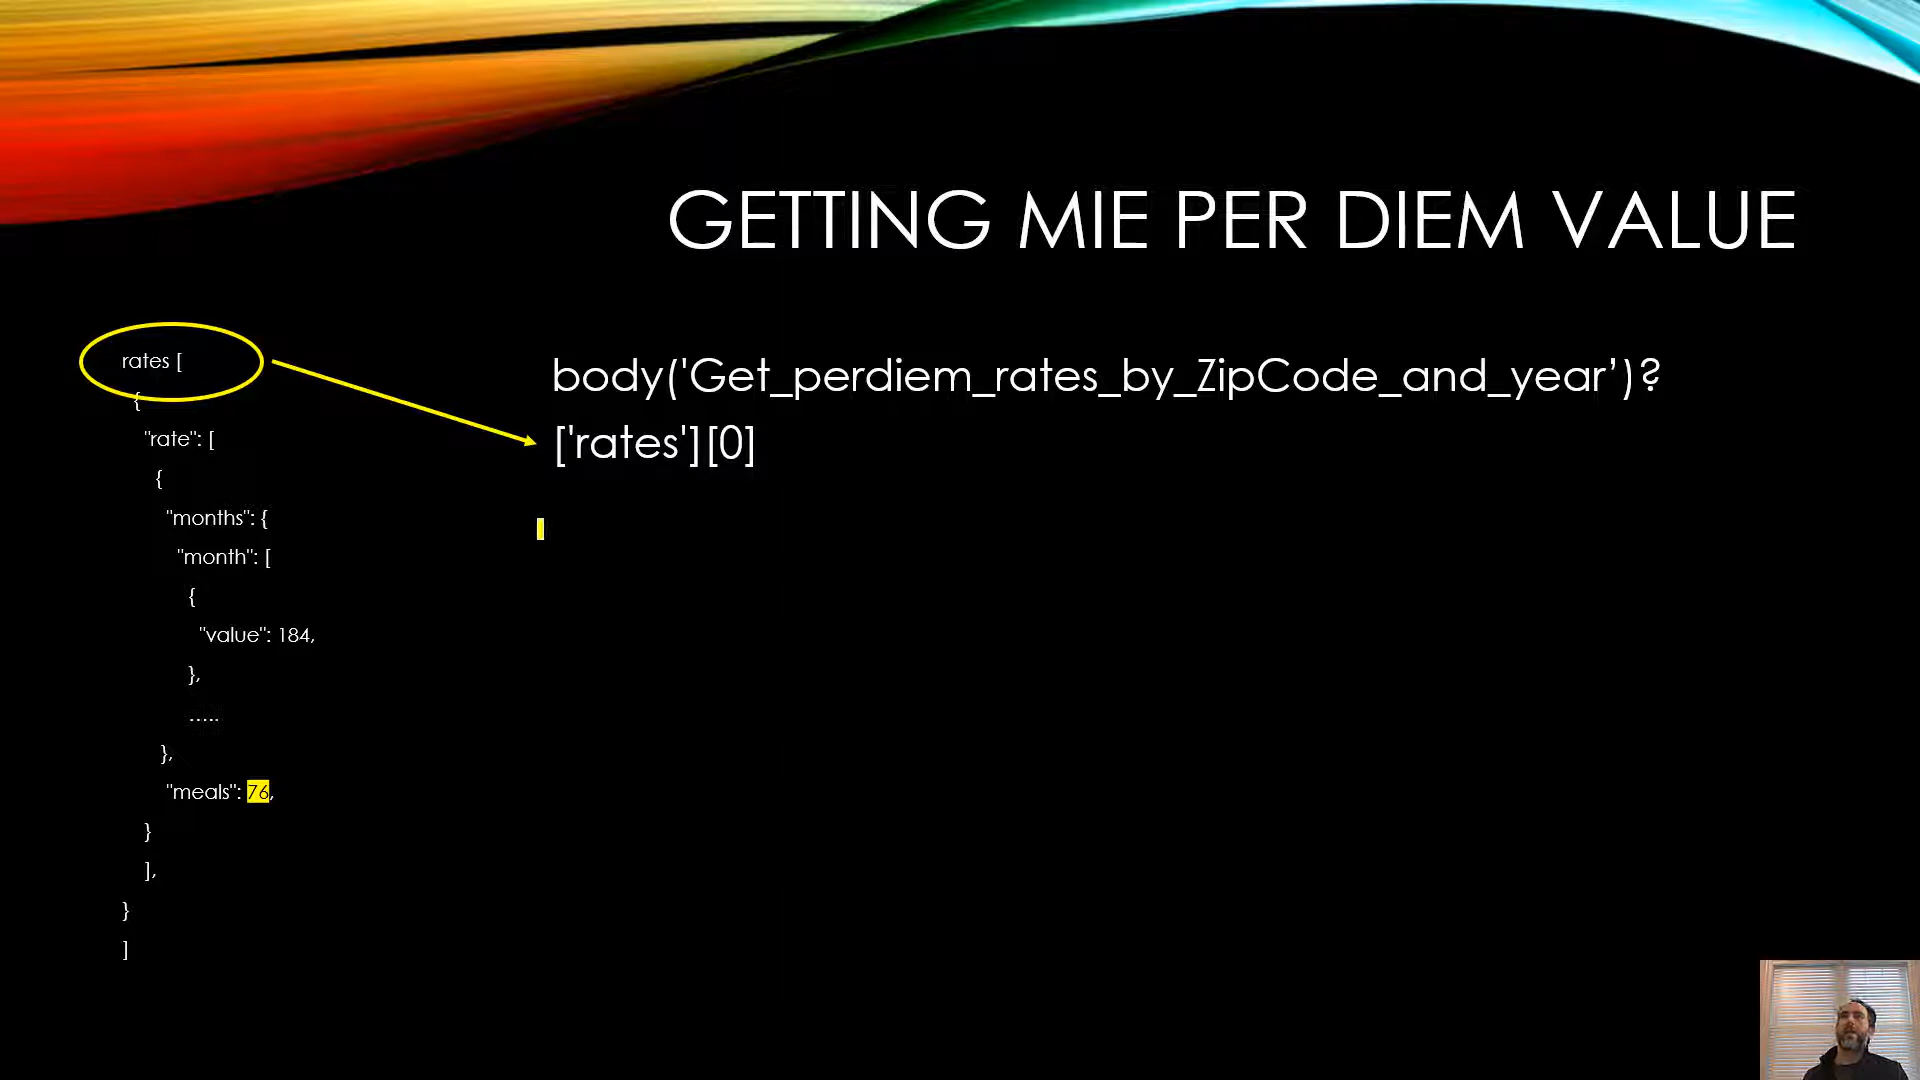 GETTING MIE PER DIEM VALUE
rates [
{
"rate": [
{
"months": {
"month": [
{
"value": 184,
},
.....
},
"meals": 76,
}
],
}
]
body('Get_perdiem_rates_by_ZipCode_and_year’)?
['rates'][0]